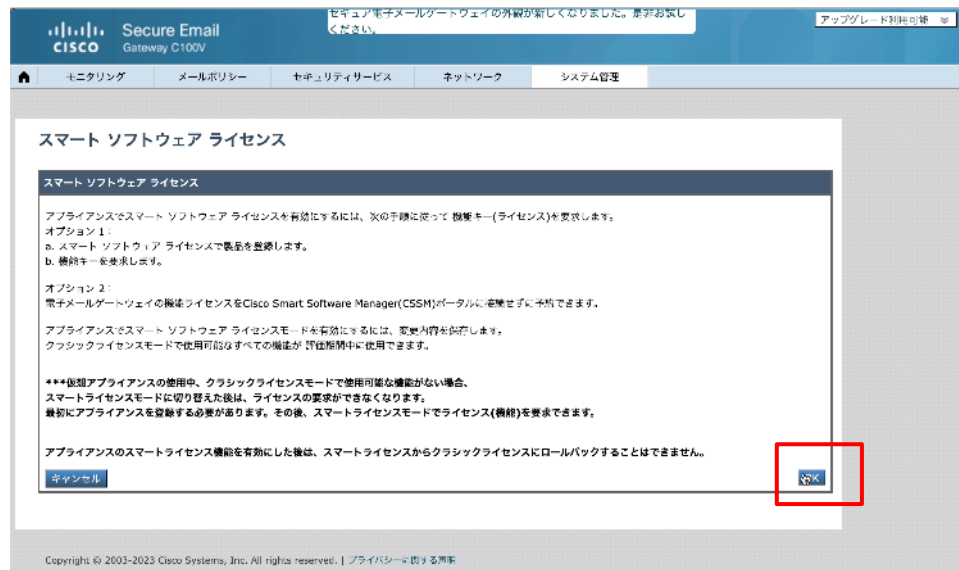 セキュア電子メールゲートウェイの外観が新しくなりました。是非お試し
ください。
アップグレード利用可能
CISCO
Secure Email
Gateway C100V
モニタリング
メールポリシー
セキュリティサービス
ネットワーク
システム管理
スマート ソフトウェア ライセンス
スマート ソフトウェア ライセンス
アプライアンスでスマート ソフトウェア ライセンスを有効にするには、次の手順に従って 機能キー(ライセンス)を要求します。
オプション 1:
a. スマート ソフトウェア ライセンスで製品を登録します。
b. 機能キーを要求します。
オプション 2:
電子メールゲートウェイの機能ライセンスをCisco Smart Software Manager(CSSM)ポータルに接続せずに予約できます。
アプライアンスでスマート ソフトウェア ライセンスモードを有効にするには、変更内容を保存します。
クラシックライセンスモードで使用可能なすべての機能が 評価期間中に使用できます。
***仮想アプライアンスの使用中、クラシックライセンスモードで使用可能な機能がない場合、
スマートライセンスモードに切り替えた後は、ライセンスの要求ができなくなります。
最初にアプライアンスを登録する必要があります。その後、スマートライセンスモードでライセンス(機能)を要求できます。
アプライアンスのスマートライセンス機能を有効にした後は、スマートライセンスからクラシックライセンスにロールバックすることはできません。
キャンセル
OK
Copyright © 2003-2023 Cisco Systems, Inc. All rights reserved. | プライバシーに関する声明